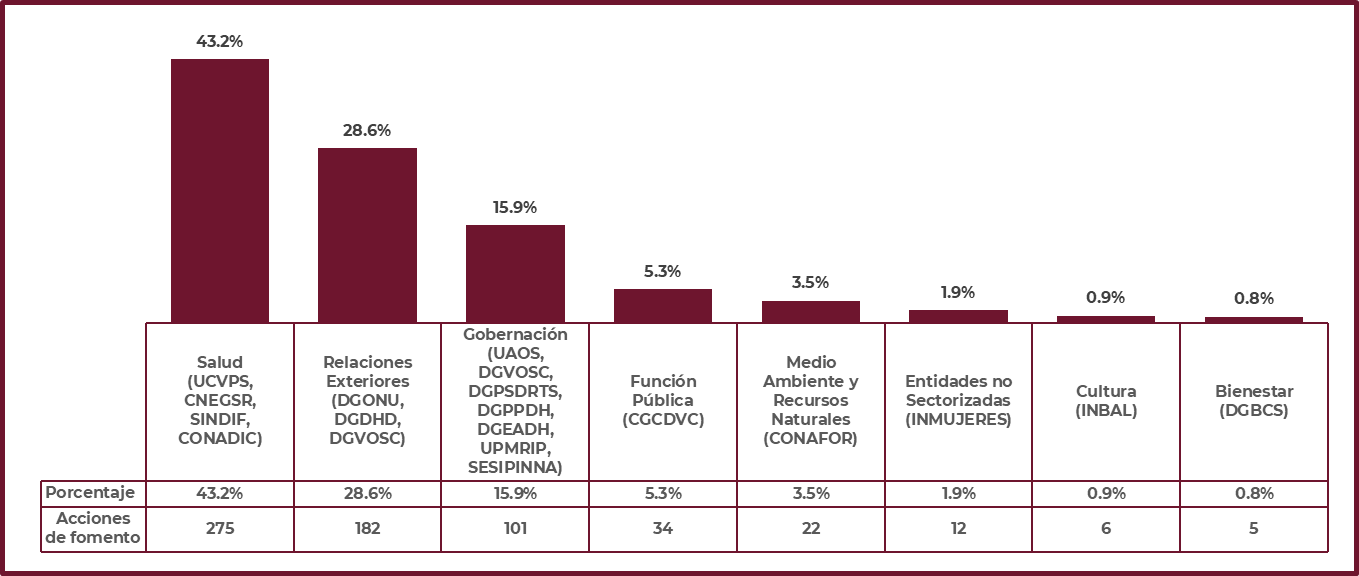 43.2%
28.6%
15.9%
5.3%
3.5%
1.9%
0.9%
0.8%
Salud
(UCVPS,
CNEGSR,
SINDIF,
CONADIC)
Relaciones
Exteriores
(DGONU,
DGDHD,
DGVOSC)
Gobernación
(UAOS,
DGVOSC,
DGPSDRTS,
DGPPDH,
DGEADH,
UPMRIP,
SESIPINNA)
Función
Pública
(CGCDVC)
Medio
Ambiente y
Recursos
Naturales
(CONAFOR)
Entidades no
Sectorizadas
(INMUJERES)
Cultura
(INBAL)
Bienestar
(DGBCS)
Porcentaje 43.2% 28.6% 15.9% 5.3% 3.5% 1.9% 0.9% 0.8%
Acciones
de fomento 275 182 101 34 22 12 6 5